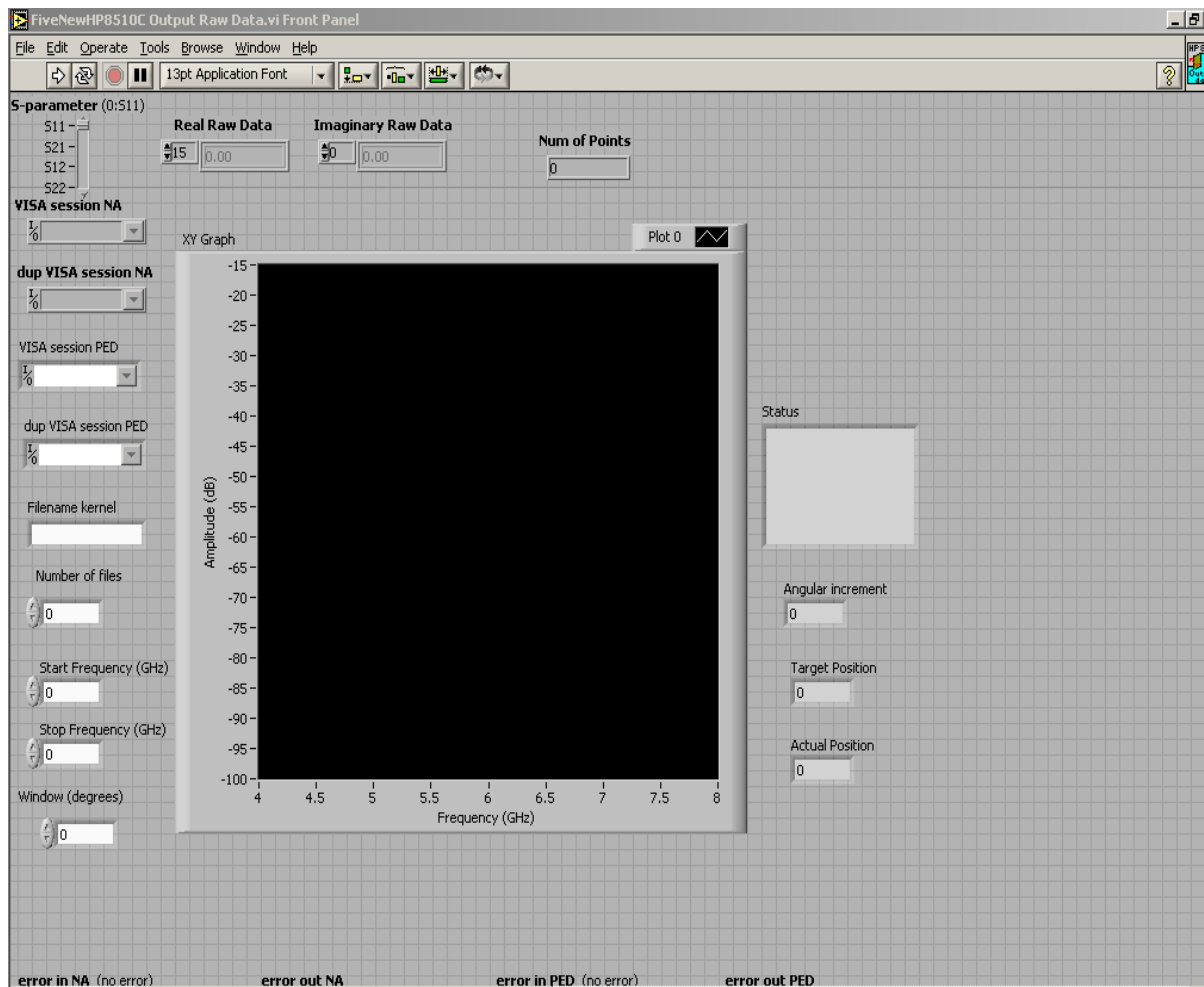 FiveNewHP8510C Output Raw Data.vi Front Panel
File Edit Operate Tools Browse Window Help
13pt Application Font
S-parameter (0:S11)
S11
S21
S12
S22
Real Raw Data
15 0.00
Imaginary Raw Data
0 0.00
Num of Points
0
VISA session NA
dup VISA session NA
VISA session PED
dup VISA session PED
Filename kernel
Number of files
0
Start Frequency (GHz)
0
Stop Frequency (GHz)
0
Window (degrees)
0
XY Graph
Plot 0
Amplitude (dB)
-15
-20
-25
-30
-35
-40
-45
-50
-55
-60
-65
-70
-75
-80
-85
-90
-95
-100
4 4.5 5 5.5 6 6.5 7 7.5 8
Frequency (GHz)
Status
Angular increment
0
Target Position
0
Actual Position
0
error in NA (no error)
error out NA
error in PED (no error)
error out PED